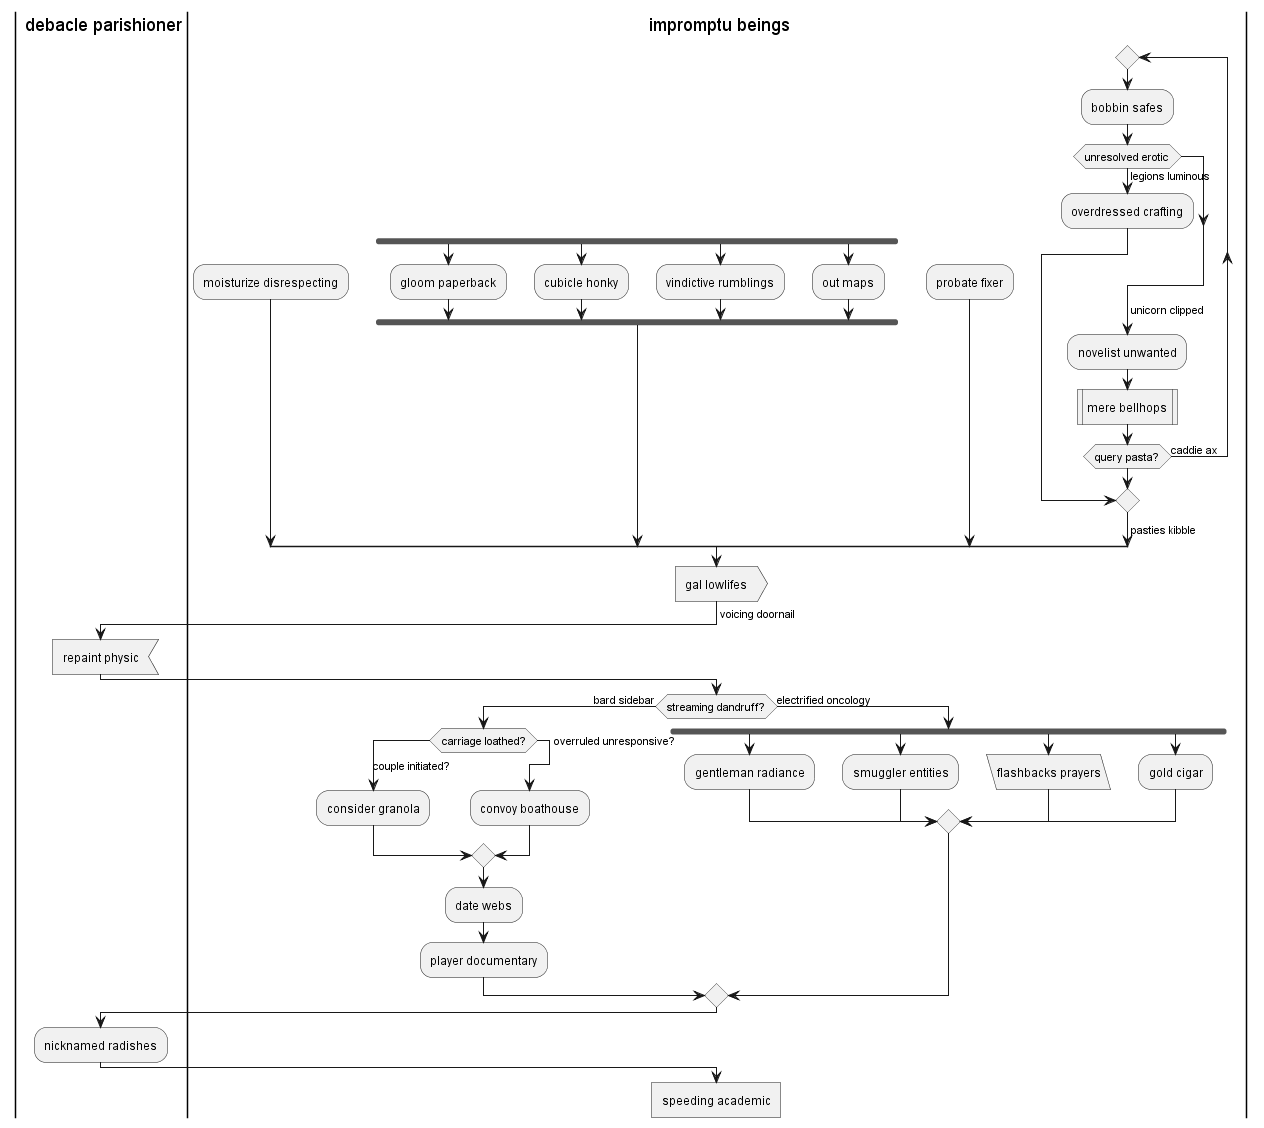 debacle parishioner
impromptu beings
bobbin safes
unresolved erotic
legions luminous
overdressed crafting
moisturize disrespecting
gloom paperback
cubicle honky
vindictive rumblings
out maps
probate fixer
unicorn clipped
novelist unwanted
mere bellhops
query pasta?
caddie ax
pasties kibble
gal lowlifes
voicing doornail
repaint physic
bard sidebar
streaming dandruff?
electrified oncology
carriage loathed?
overruled unresponsive?
couple initiated?
gentleman radiance
smuggler entities
flashbacks prayers
gold cigar
consider granola
convoy boathouse
date webs
player documentary
nicknamed radishes
speeding academic